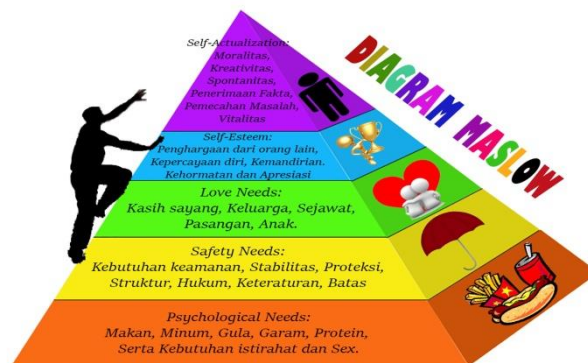 DIAGRAM MASLOW
Self-Actualization:
Moralitas,
Kreativitas,
Spontanitas,
Penerimaan Fakta,
Pemecahan Masalah,
Vitalitas
Self-Esteem:
Penghargaan dari orang lain,
Kepercayaan diri, Kemandirian.
Kehormatan dan Apresiasi
Love Needs:
Kasih sayang, Keluarga, Sejawat,
Pasangan, Anak.
Safety Needs:
Kebutuhan keamanan, Stabilitas, Proteksi,
Struktur, Hukum, Keteraturan, Batas
Psychological Needs:
Makan, Minum, Gula, Garam, Protein,
Serta Kebutuhan istirahat dan Sex.